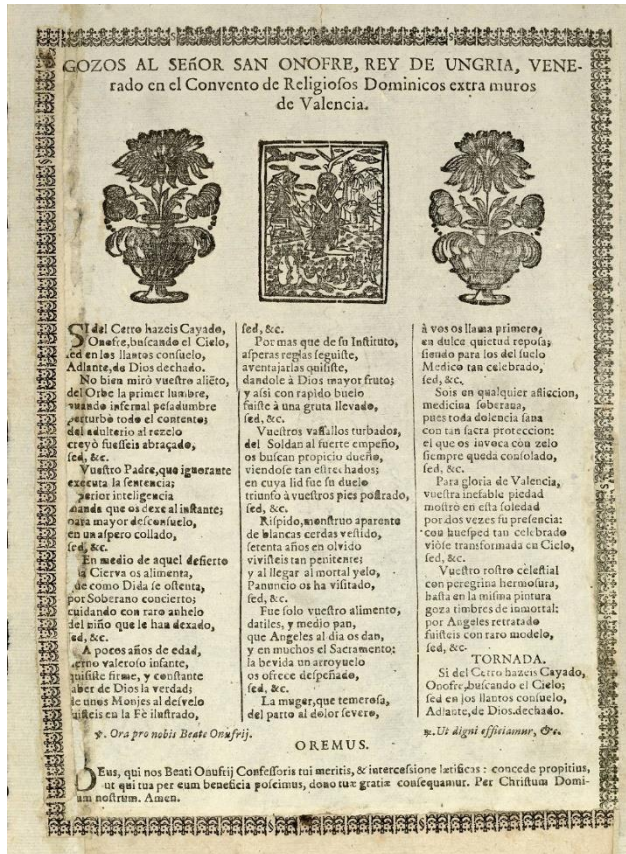 GOZOS AL SEñOR SAN ONOFRE, REY DE UNGRIA, VENE-
rado en el Convento de Religioſos Dominicos extra muros
de Valencia.
SI del Cetro hazeis Cayado,
Onofre, buſcando el Cielo,
ſed en los llantos conſuelo,
Adlante, de Dios dechado.
No bien mirò vueſtro aliẽto,
del Orbe la primer lumbre,
quando infernal peſadumbre
perturbò todo el contento;
del adulterio al rezelo
creyò fueſſeis abraçado,
ſed, &c.
Vueſtro Padre, que ignorante
executa la ſentencia;
perior inteligencia
manda que os dexe al inſtante;
para mayor deſconſuelo,
en un aſpero collado,
ſed, &c.
En medio de aquel deſierto
la Cierva os alimenta,
ue como Dida ſe oſtenta,
por Soberano concierto;
cuidando con raro anhelo
del niño que le han dexado,
ſed, &c.
A pocos años de edad,
erno valeroſo infante,
quiſiſte firme, y conſtante
aber de Dios la verdad;
de unos Monjes al deſvelo
uiſteis en la Fè iluſtrado,
ſed, &c.
Por mas que de ſu Inſtituto,
aſperas reglas ſeguiſte,
aventajarlas quiſiſte,
dandole à Dios mayor fruto;
y aſsi con rapido buelo
fuiſte à una gruta llevado,
ſed, &c.
Vueſtros vaſſallos turbados,
del Soldan al fuerte empeño,
os buſcan propicio dueño,
viendoſe tan eſtrechados;
en cuya lid fue ſu duelo
triunfo à vueſtros pies poſtrado,
ſed, &c.
Riſpido, monſtruo aparente
de blancas cerdas veſtido,
ſetenta años en olvido
viviſteis tan penitente;
y al llegar al mortal yelo,
Panuncio os ha viſitado,
ſed, &c.
Fue ſolo vueſtro alimento,
datiles, y medio pan,
que Angeles al dia os dan,
y en muchos el Sacramento:
la bevida un arroyuelo
os ofrece deſpeñado,
ſed, &c.
La muger, que temeroſa,
del parto al dolor ſevero,
à vos os llama primero,
en dulce quietud repoſa;
ſiendo para los del ſuelo
Medico tan celebrado,
ſed, &c.
Sois en qualquier afliccion,
medicina ſoberana,
pues toda dolencia ſana
con tan ſacra proteccion:
el que os invoca con zelo
ſiempre queda conſolado,
ſed, &c.
Para gloria de Valencia,
vueſtra inefable piedad
moſtrò en eſta ſoledad
por dos vezes ſu preſencia:
con hueſped tan celebrado
viòſe transformada en Cielo,
ſed, &c.
Vueſtro roſtro celeſtial
con peregrina hermoſura,
haſta en la miſma pintura
goza timbres de inmortal:
por Angeles retratado
fuiſteis con raro modelo,
ſed, &c.
TORNADA.
Si del Cetro hazeis Cayado,
Onofre, buſcando el Cielo;
ſed en los llantos conſuelo,
Adlante, de Dios dechado.
℣. Ora pro nobis Beate Onufrij.
℟. Ut digni efficiamur, &c.
OREMUS.
DEus, qui nos Beati Onufrij Confeſſoris tui meritis, & interceſsione lætificas: concede propitius,
ut qui tua per eum beneficia poſcimus, dono tuæ gratiæ conſequamur. Per Chriſtum Domi-
um noſtrum. Amen.